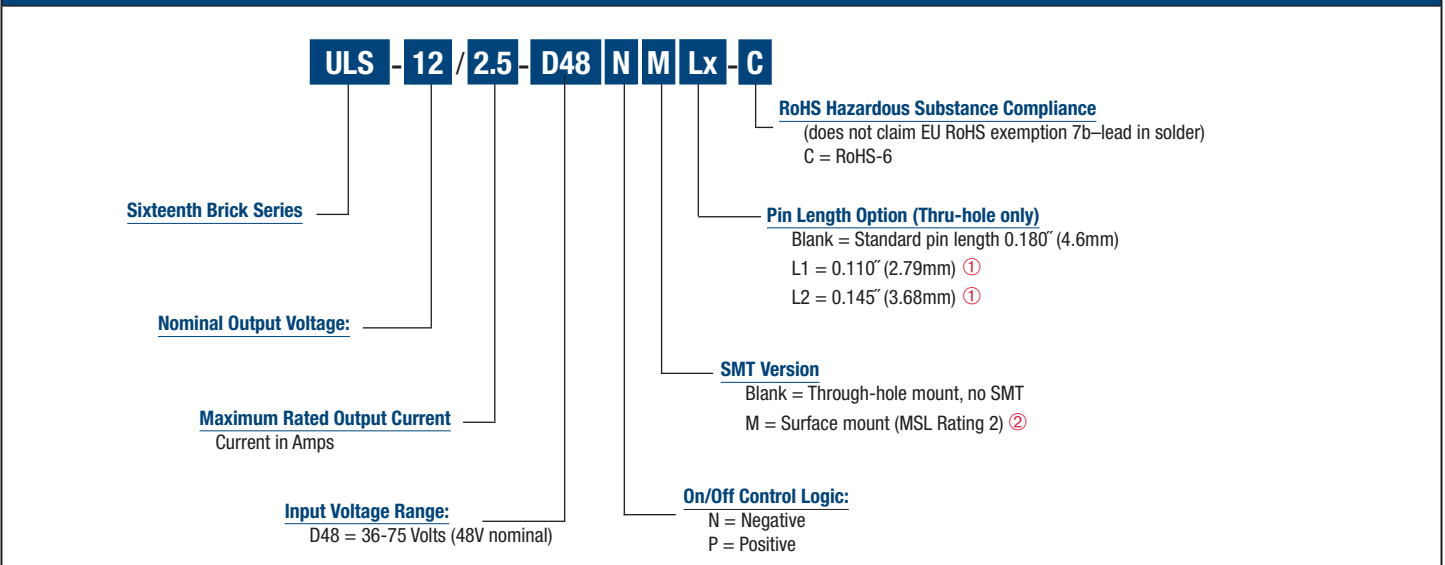 ULS - 12 / 2.5 - D48 N M Lx - C
RoHS Hazardous Substance Compliance
(does not claim EU RoHS exemption 7b–lead in solder)
C = RoHS-6
Sixteenth Brick Series
Pin Length Option (Thru-hole only)
Blank = Standard pin length 0.180˝ (4.6mm)
L1 = 0.110˝ (2.79mm) ①
L2 = 0.145˝ (3.68mm) ①
Nominal Output Voltage:
SMT Version
Blank = Through-hole mount, no SMT
M = Surface mount (MSL Rating 2) ②
Maximum Rated Output Current
Current in Amps
On/Off Control Logic:
N = Negative
P = Positive
Input Voltage Range:
D48 = 36-75 Volts (48V nominal)